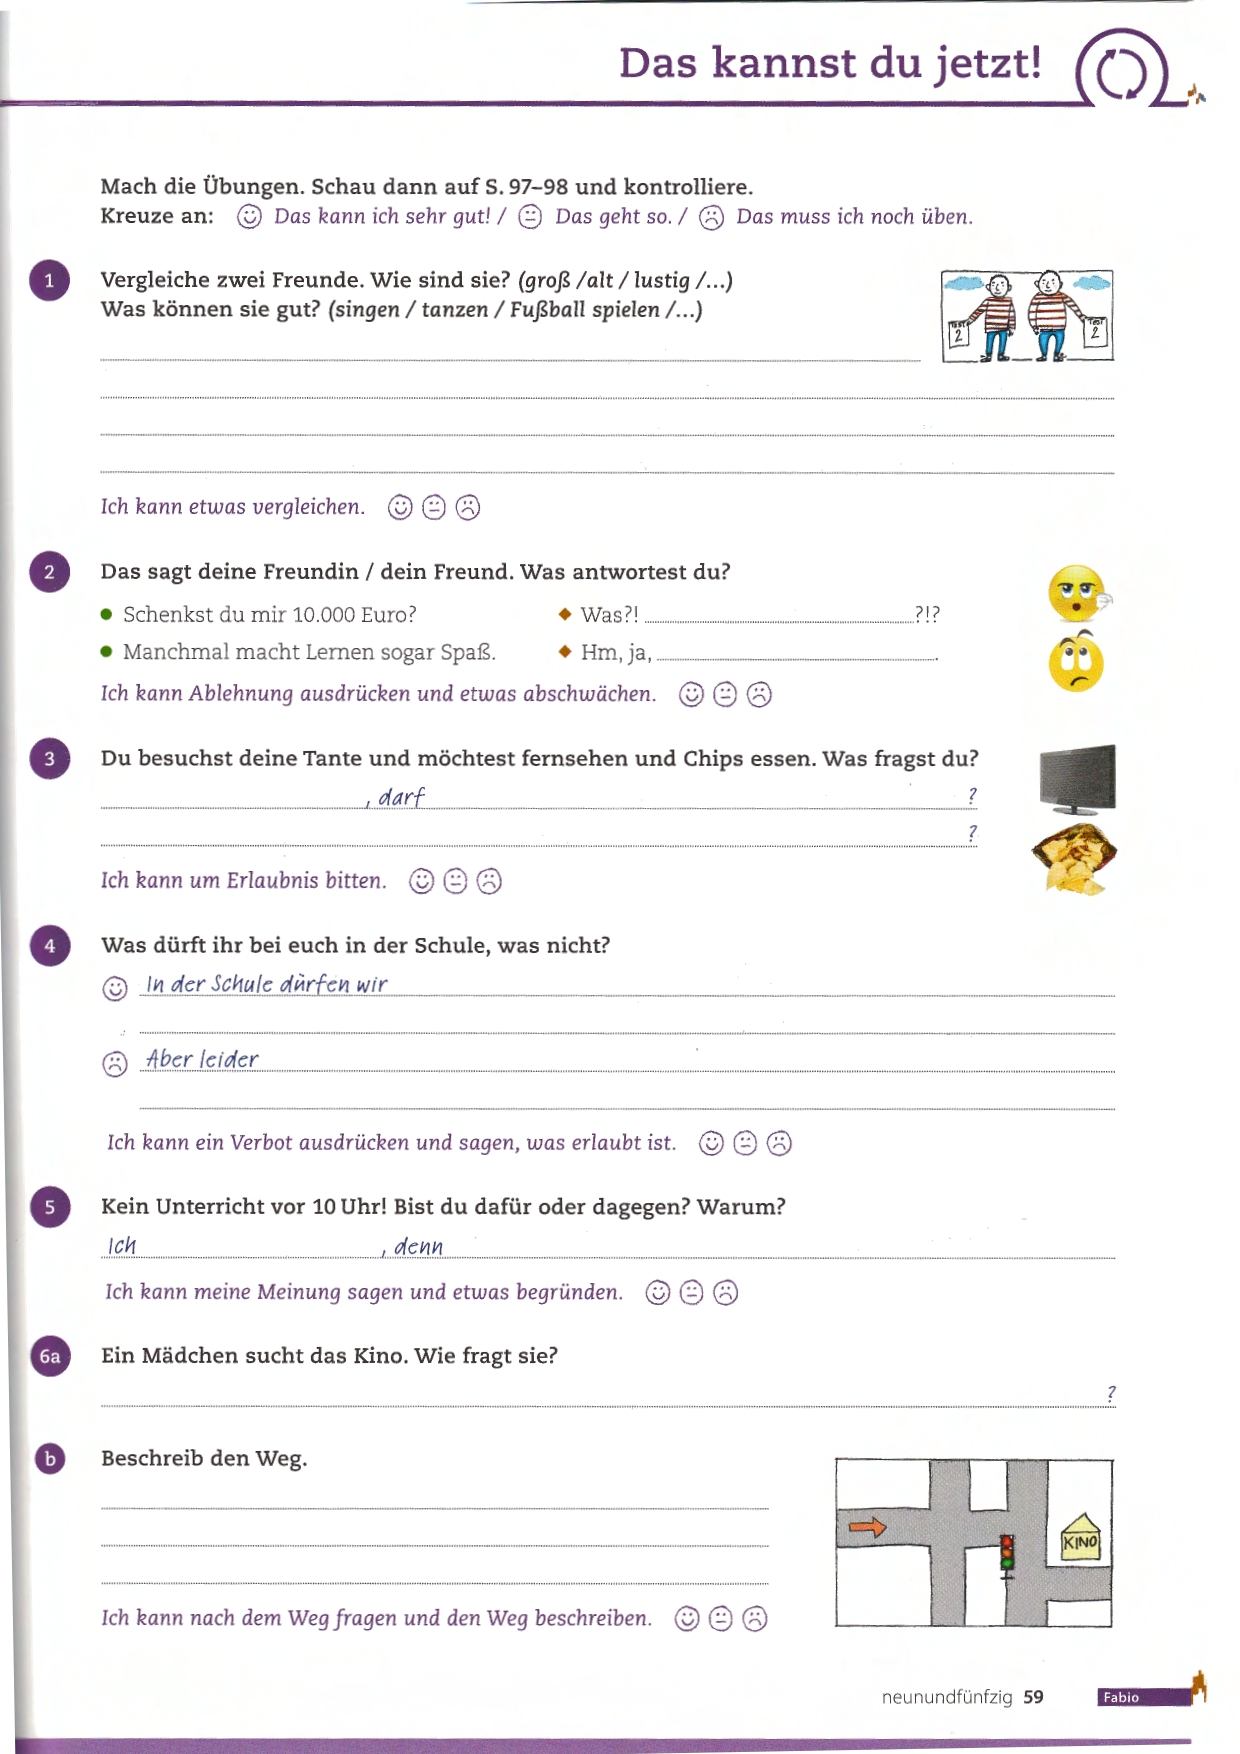 Das kannst du jetzt!
Mach die Übungen. Schau dann auf S. 97–98 und kontrolliere.
Kreuze an: Das kann ich sehr gut! / Das geht so. / Das muss ich noch üben.
1 Vergleiche zwei Freunde. Wie sind sie? (groß /alt / lustig /...)
Was können sie gut? (singen / tanzen / Fußball spielen /...)
TEST 2 TEST 2
Ich kann etwas vergleichen.
2 Das sagt deine Freundin / dein Freund. Was antwortest du?
Schenkst du mir 10.000 Euro? Was?! ?!?
Manchmal macht Lernen sogar Spaß. Hm, ja, .
Ich kann Ablehnung ausdrücken und etwas abschwächen.
3 Du besuchst deine Tante und möchtest fernsehen und Chips essen. Was fragst du?
, darf ?
?
Ich kann um Erlaubnis bitten.
4 Was dürft ihr bei euch in der Schule, was nicht?
In der Schule dürfen wir
Aber leider
Ich kann ein Verbot ausdrücken und sagen, was erlaubt ist.
5 Kein Unterricht vor 10 Uhr! Bist du dafür oder dagegen? Warum?
Ich , denn
Ich kann meine Meinung sagen und etwas begründen.
6a Ein Mädchen sucht das Kino. Wie fragt sie?
?
b Beschreib den Weg.
KINO
Ich kann nach dem Weg fragen und den Weg beschreiben.
neunundfünfzig 59 Fabio